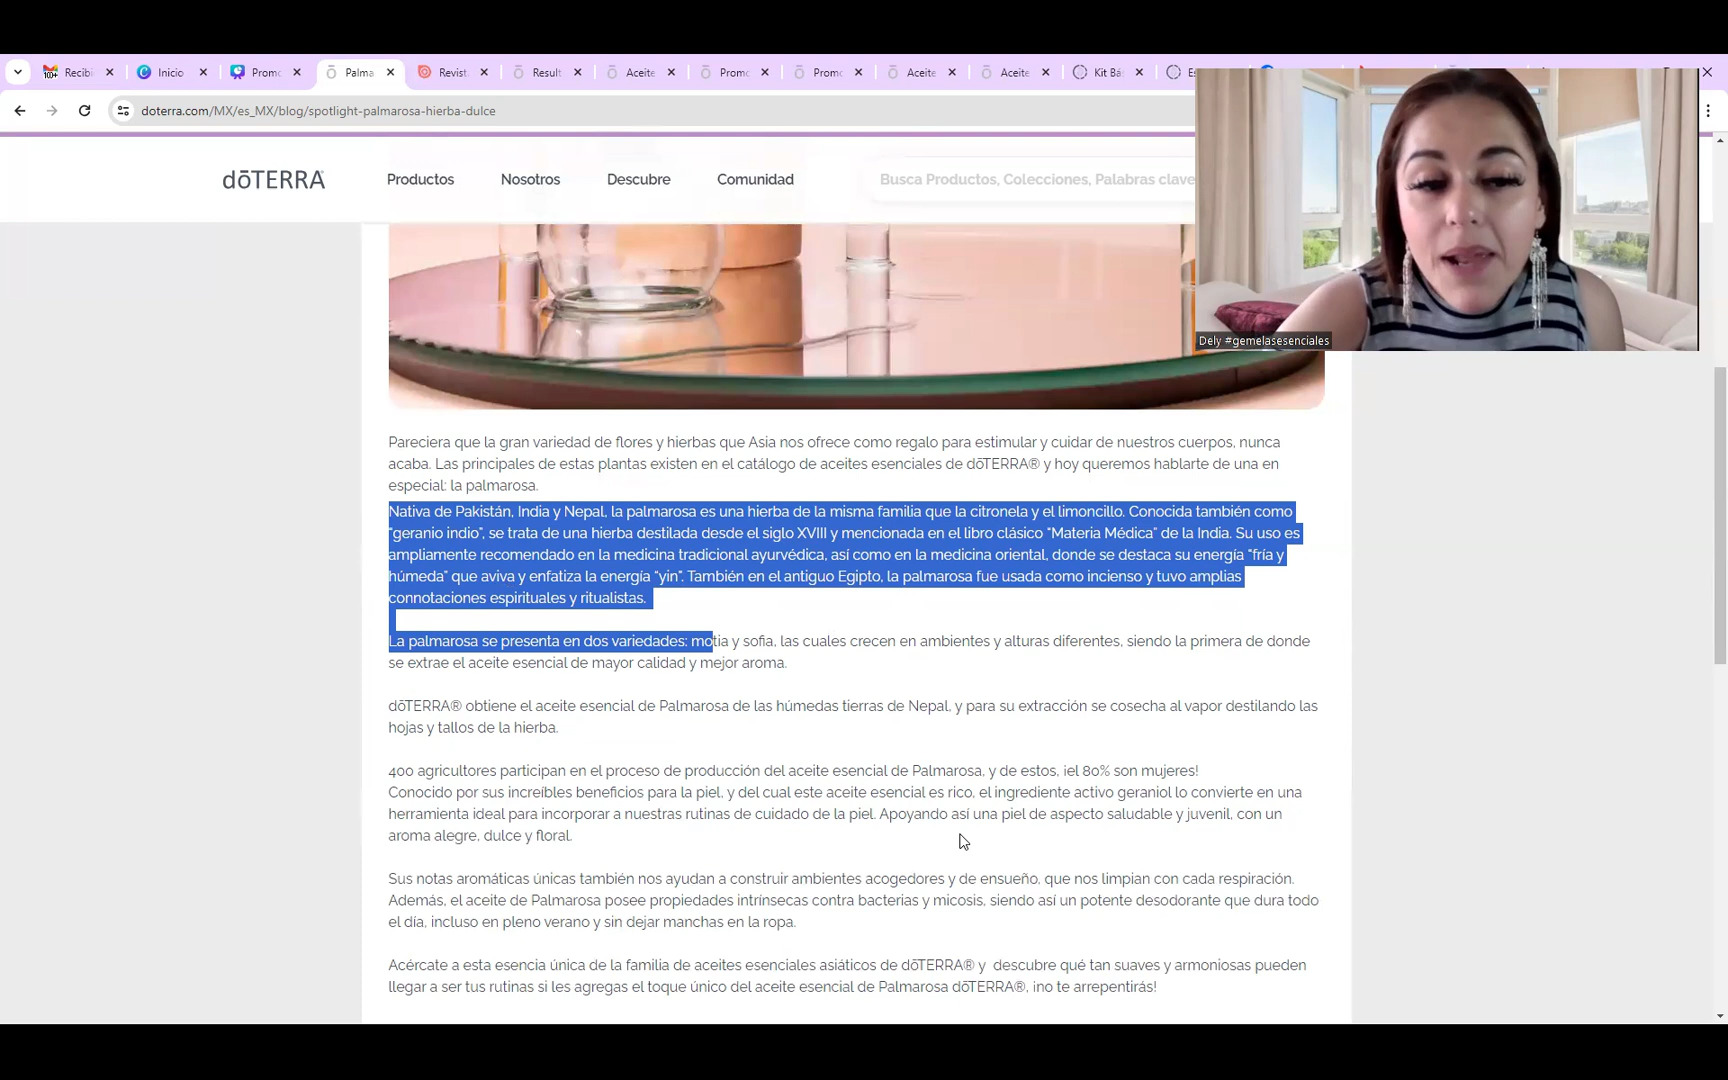 Recibi
Inicio
Promo
Palma
Revist
Result
Aceite
Promo
Promo
Aceite
Aceite
Kit Bá
Es
doterra.com/MX/es_MX/blog/spotlight-palmarosa-hierba-dulce
dōTERRA
Productos
Nosotros
Descubre
Comunidad
Busca Productos, Colecciones, Palabras clave
Dely #gemelasesenciales
Pareciera que la gran variedad de flores y hierbas que Asia nos ofrece como regalo para estimular y cuidar de nuestros cuerpos, nunca
acaba. Las principales de estas plantas existen en el catálogo de aceites esenciales de dōTERRA® y hoy queremos hablarte de una en
especial: la palmarosa.
Nativa de Pakistán, India y Nepal, la palmarosa es una hierba de la misma familia que la citronela y el limoncillo. Conocida también como
"geranio indio", se trata de una hierba destilada desde el siglo XVIII y mencionada en el libro clásico "Materia Médica" de la India. Su uso es
ampliamente recomendado en la medicina tradicional ayurvédica, así como en la medicina oriental, donde se destaca su energía "fría y
húmeda" que aviva y enfatiza la energía "yin". También en el antiguo Egipto, la palmarosa fue usada como incienso y tuvo amplias
connotaciones espirituales y ritualistas.
La palmarosa se presenta en dos variedades: motia y sofia, las cuales crecen en ambientes y alturas diferentes, siendo la primera de donde
se extrae el aceite esencial de mayor calidad y mejor aroma.
dōTERRA® obtiene el aceite esencial de Palmarosa de las húmedas tierras de Nepal, y para su extracción se cosecha al vapor destilando las
hojas y tallos de la hierba.
400 agricultores participan en el proceso de producción del aceite esencial de Palmarosa, y de estos, ¡el 80% son mujeres!
Conocido por sus increíbles beneficios para la piel, y del cual este aceite esencial es rico, el ingrediente activo geraniol lo convierte en una
herramienta ideal para incorporar a nuestras rutinas de cuidado de la piel. Apoyando así una piel de aspecto saludable y juvenil, con un
aroma alegre, dulce y floral.
Sus notas aromáticas únicas también nos ayudan a construir ambientes acogedores y de ensueño, que nos limpian con cada respiración.
Además, el aceite de Palmarosa posee propiedades intrínsecas contra bacterias y micosis, siendo así un potente desodorante que dura todo
el día, incluso en pleno verano y sin dejar manchas en la ropa.
Acércate a esta esencia única de la familia de aceites esenciales asiáticos de dōTERRA® y descubre qué tan suaves y armoniosas pueden
llegar a ser tus rutinas si les agregas el toque único del aceite esencial de Palmarosa dōTERRA®, ¡no te arrepentirás!